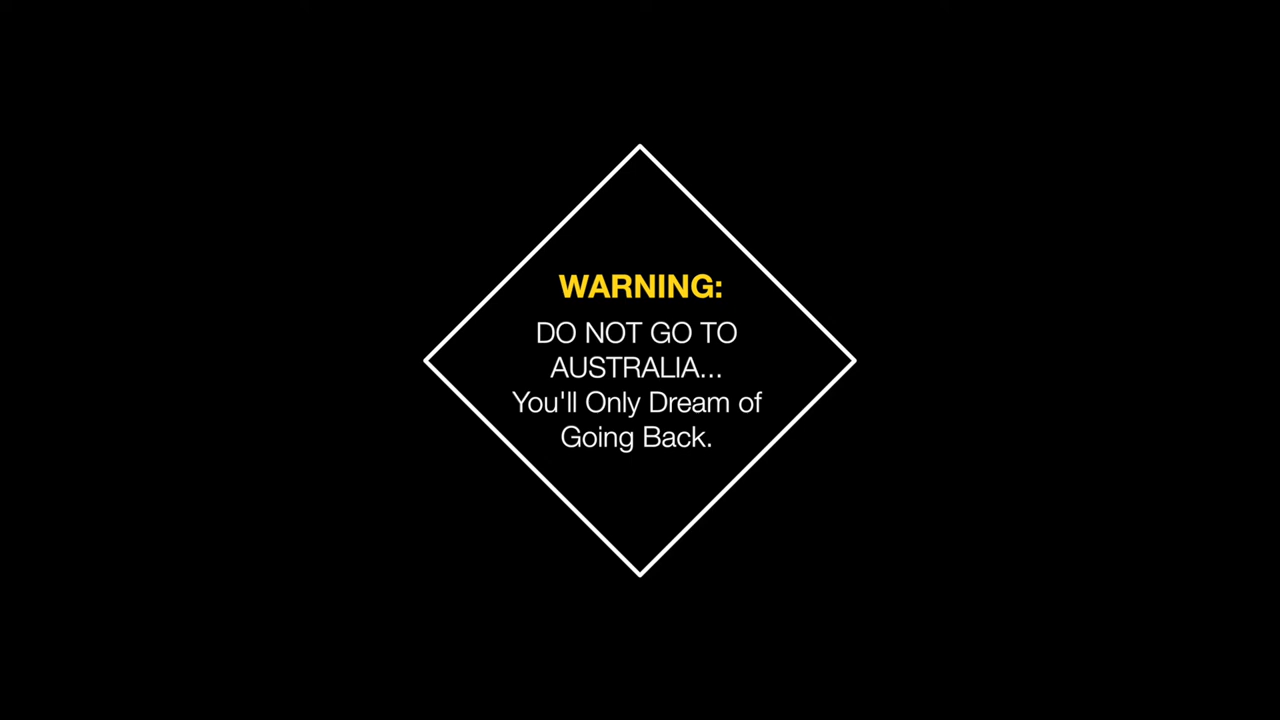 WARNING:
DO NOT GO TO
AUSTRALIA...
You'll Only Dream of
Going Back.